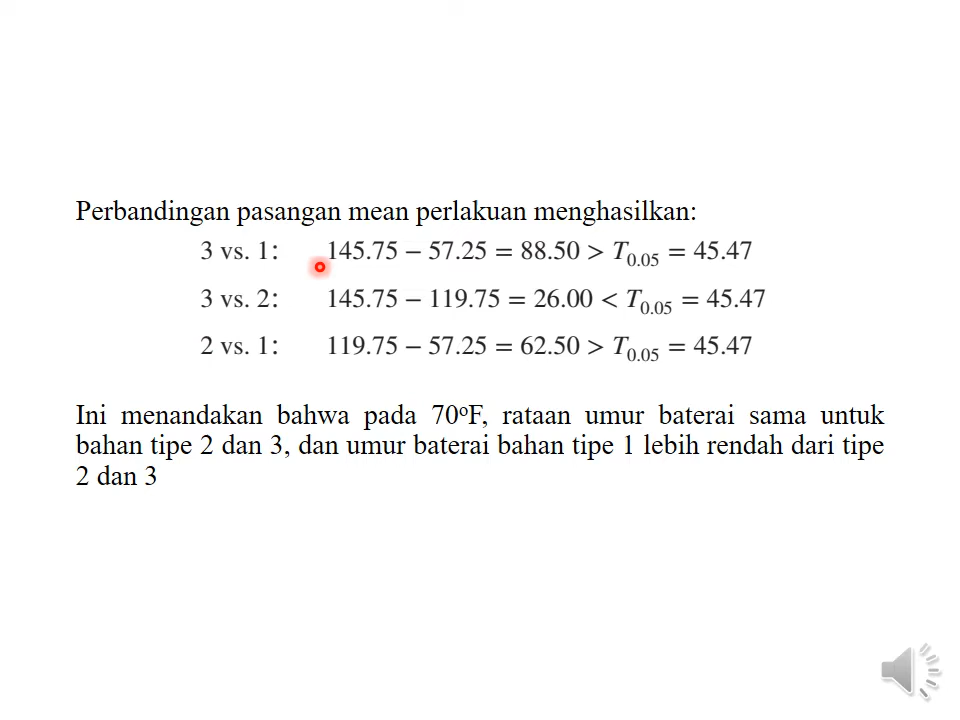 Perbandingan pasangan mean perlakuan menghasilkan:
3 vs. 1: 145.75 − 57.25 = 88.50 > T₀.₀₅ = 45.47
3 vs. 2: 145.75 − 119.75 = 26.00 < T₀.₀₅ = 45.47
2 vs. 1: 119.75 − 57.25 = 62.50 > T₀.₀₅ = 45.47
Ini menandakan bahwa pada 70ºF, rataan umur baterai sama untuk
bahan tipe 2 dan 3, dan umur baterai bahan tipe 1 lebih rendah dari tipe
2 dan 3